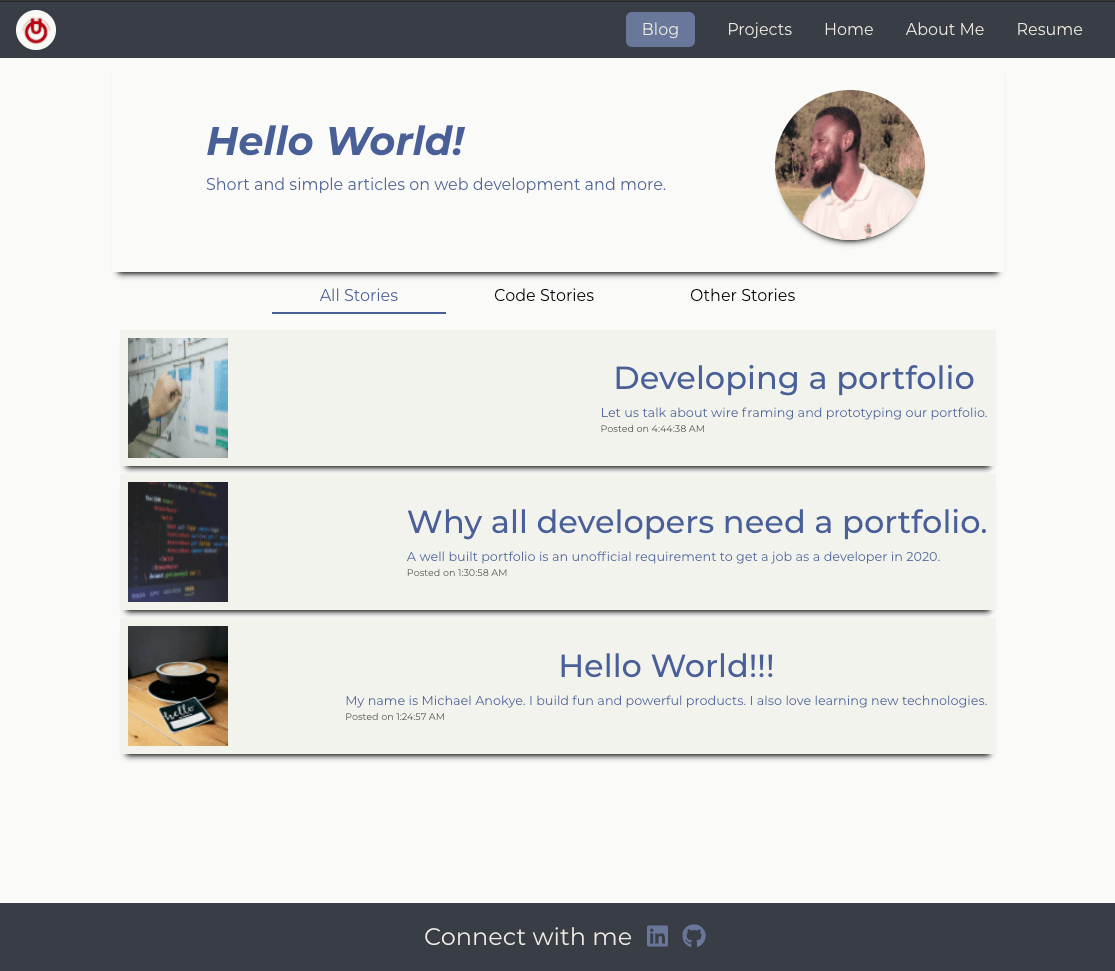 Blog Projects Home About Me Resume
Hello World!
Short and simple articles on web development and more.
All Stories Code Stories Other Stories
Developing a portfolio
Let us talk about wire framing and prototyping our portfolio.
Posted on 4:44:38 AM
Why all developers need a portfolio.
A well built portfolio is an unofficial requirement to get a job as a developer in 2020.
Posted on 1:30:58 AM
Hello World!!!
My name is Michael Anokye. I build fun and powerful products. I also love learning new technologies.
Posted on 1:24:57 AM
hello
Connect with me